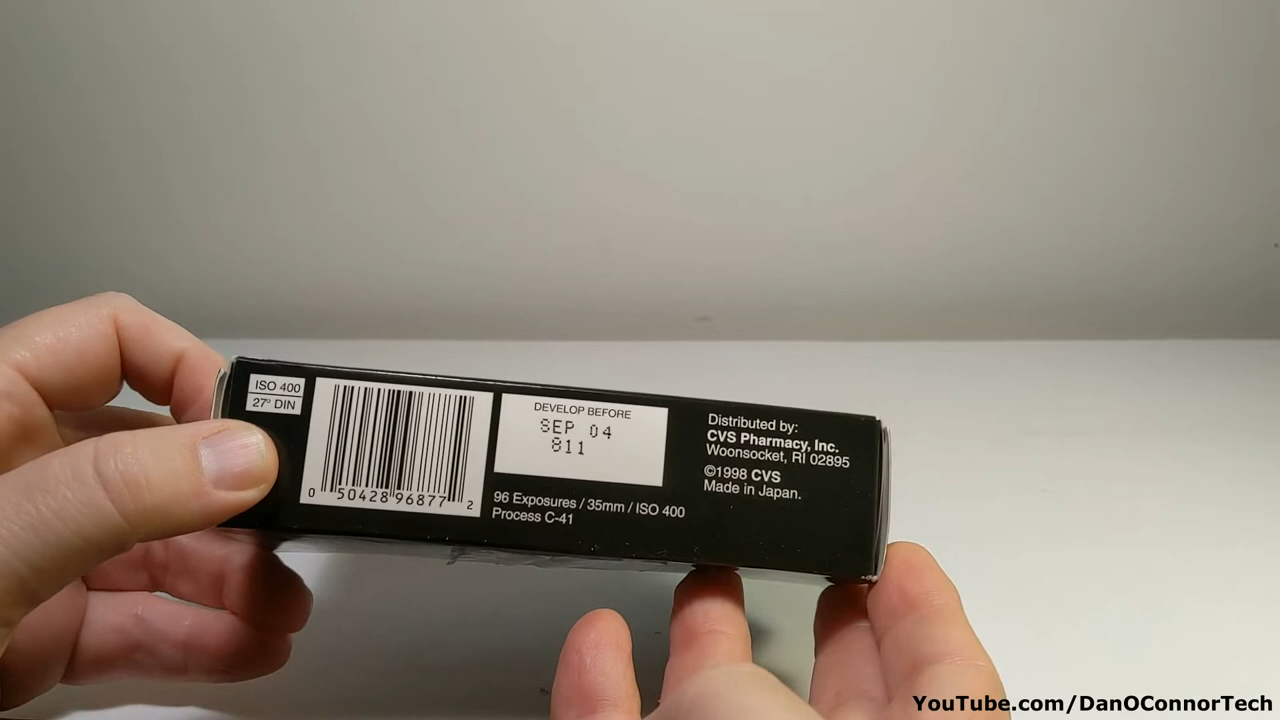 ISO 400
27° DIN
0 50428 96877 2
DEVELOP BEFORE
SEP 04
811
96 Exposures / 35mm / ISO 400
Process C-41
Distributed by:
CVS Pharmacy, Inc.
Woonsocket, RI 02895
©1998 CVS
Made in Japan.
YouTube.com/DanOConnorTech